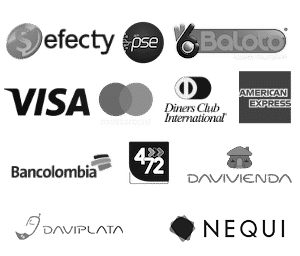 efecty
pse
Baloto
VISA
Diners Club
International®
AMERICAN
EXPRESS
Bancolombia
4-72
DAVIVIENDA
DAVIPLATA
NEQUI